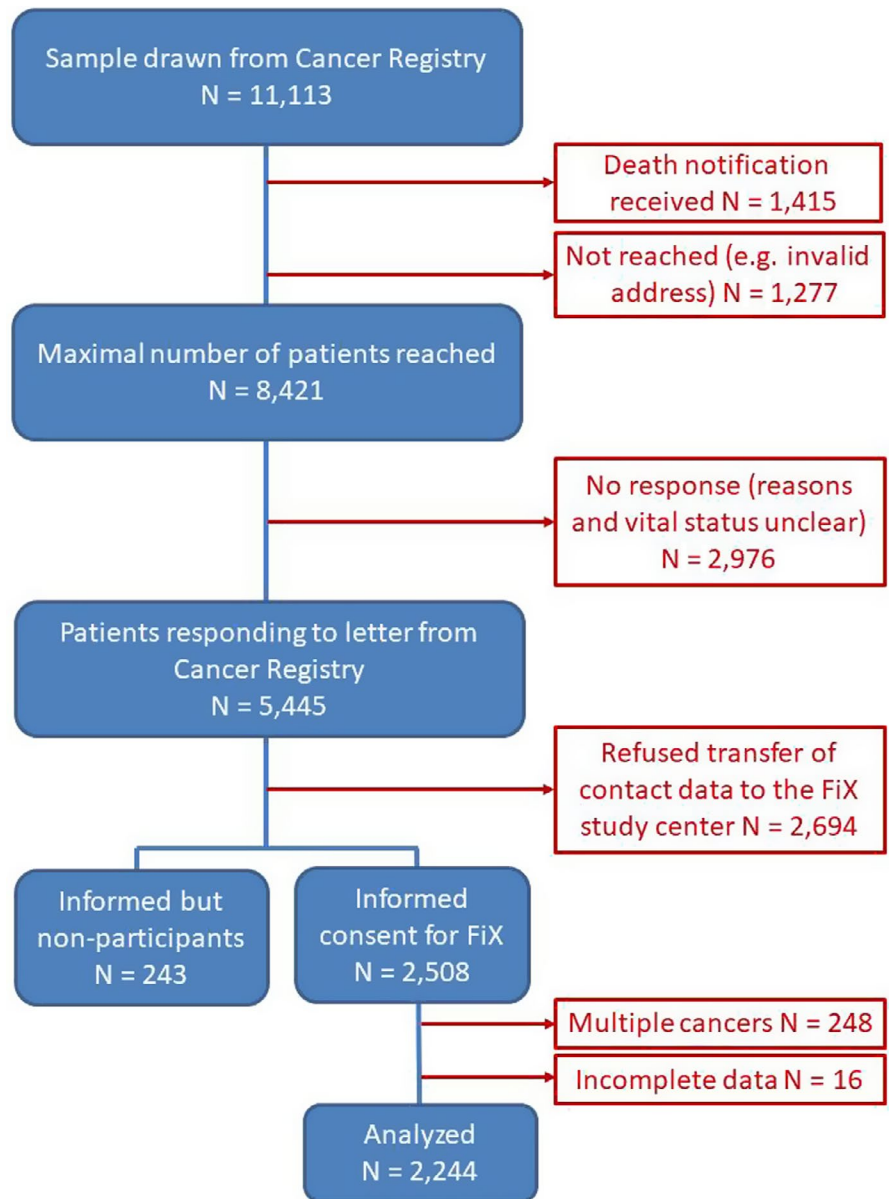 Sample drawn from Cancer Registry
N = 11,113
Death notification
received N = 1,415
Not reached (e.g. invalid
address) N = 1,277
Maximal number of patients reached
N = 8,421
No response (reasons
and vital status unclear)
N = 2,976
Patients responding to letter from
Cancer Registry
N = 5,445
Refused transfer of
contact data to the FiX
study center N = 2,694
Informed but
non-participants
N = 243
Informed
consent for FiX
N = 2,508
Multiple cancers N = 248
Incomplete data N = 16
Analyzed
N = 2,244